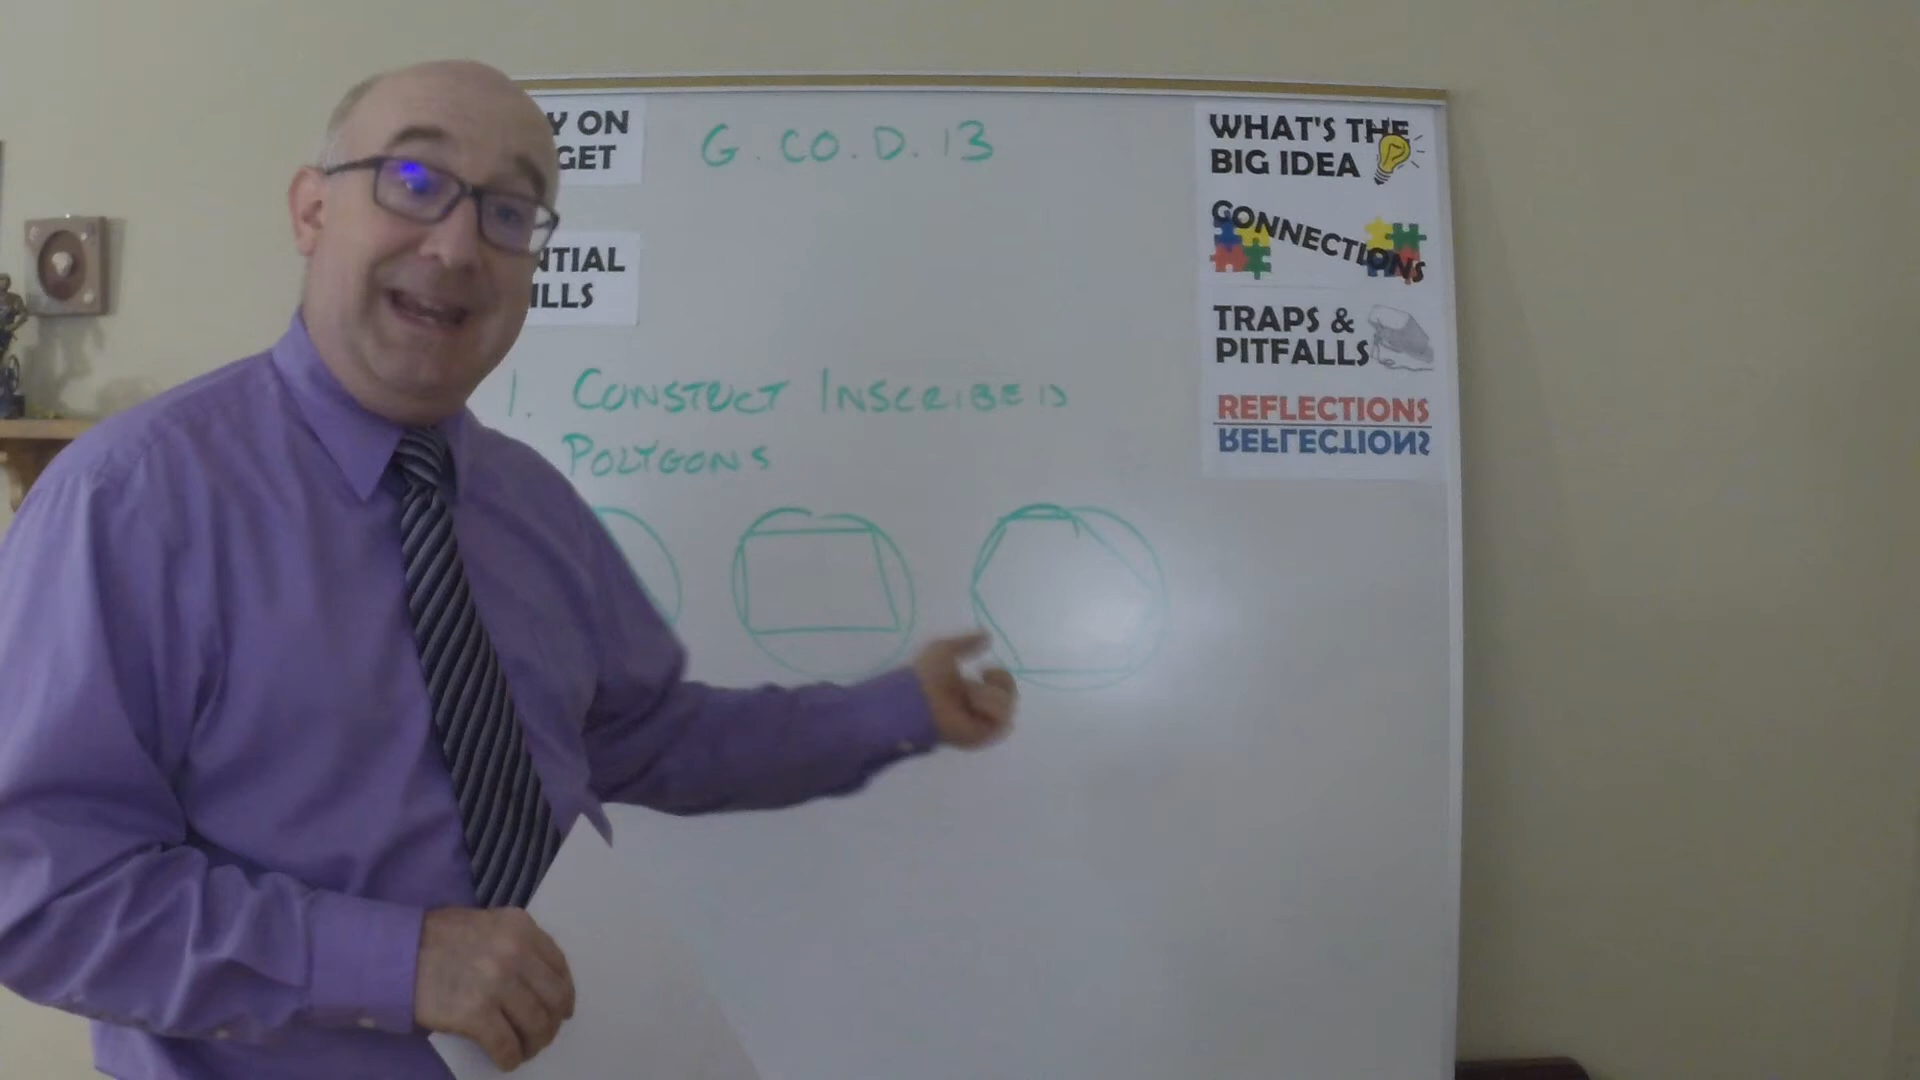 Y ON
GET
G.CO.D.13
NTIAL
ILLS
1. CONSTUCT INSCRIBED
POLYGONS
WHAT'S THE
BIG IDEA
CONNECTIONS
TRAPS &
PITFALLS
REFLECTIONS
REFLECTIONS